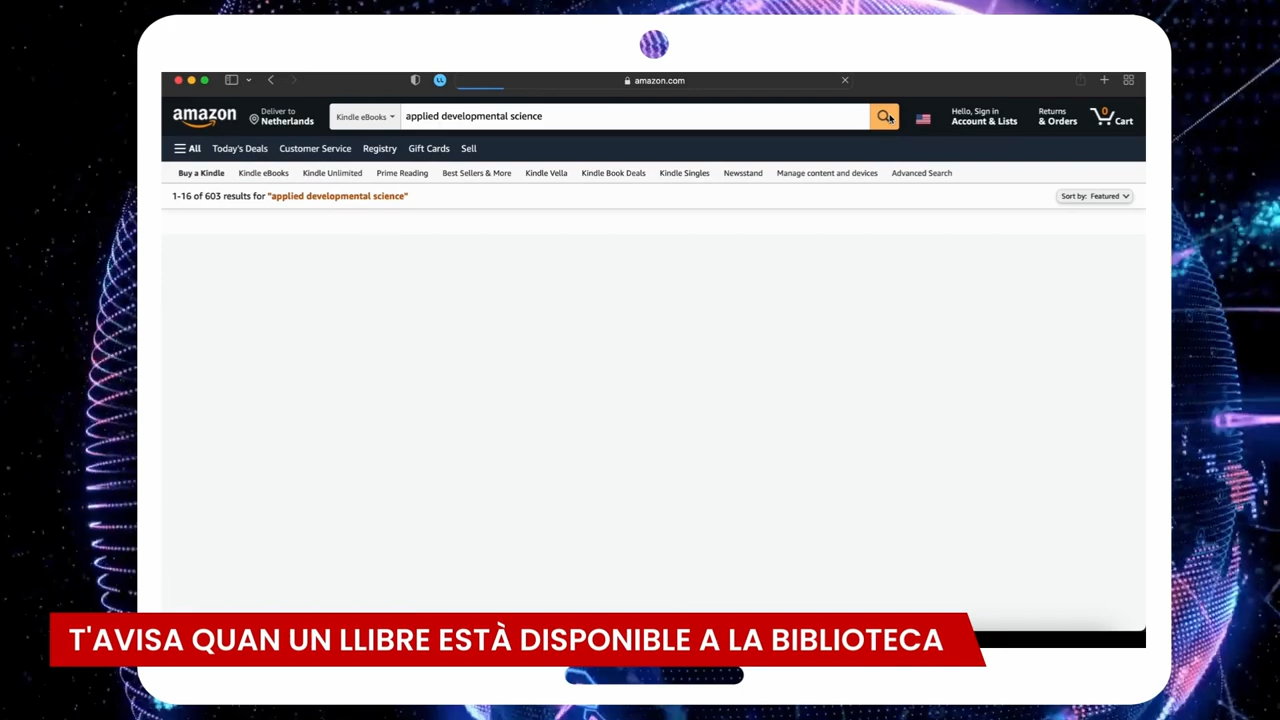 amazon.com
amazon
Deliver to
Netherlands
Kindle eBooks
applied developmental science
Hello, Sign in
Account & Lists
Returns
& Orders
0
Cart
All
Today's Deals
Customer Service
Registry
Gift Cards
Sell
Buy a Kindle
Kindle eBooks
Kindle Unlimited
Prime Reading
Best Sellers & More
Kindle Vella
Kindle Book Deals
Kindle Singles
Newsstand
Manage content and devices
Advanced Search
1-16 of 603 results for "applied developmental science"
Sort by: Featured
T'AVISA QUAN UN LLIBRE ESTÀ DISPONIBLE A LA BIBLIOTECA